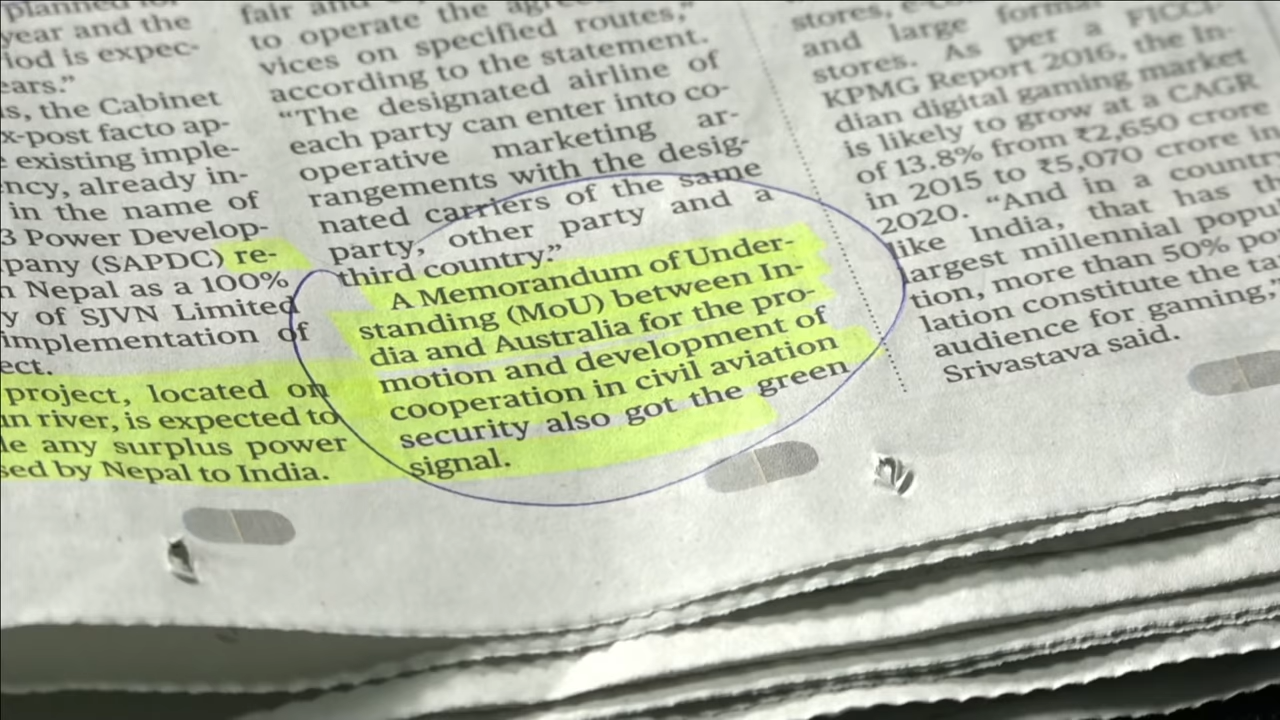 planned for
year and the
iod is expec-
ears.”
s, the Cabinet
x-post facto ap-
existing imple-
ncy, already in-
in the name of
3 Power Develop-
pany (SAPDC) re-
n Nepal as a 100%
y of SJVN Limited
implementation of
ect.
project, located on
un river, is expected to
le any surplus power
sed by Nepal to India.
fair and
to operate the agreed
vices on specified routes,”
according to the statement.
“The designated airline of
each party can enter into co-
operative marketing ar-
rangements with the desig-
nated carriers of the same
party, other party and a
third country.”
A Memorandum of Under-
standing (MoU) between In-
dia and Australia for the pro-
motion and development of
cooperation in civil aviation
security also got the green
signal.
stores,
and large format
stores. As per a FICCI-
KPMG Report 2016, the In-
dian digital gaming market
is likely to grow at a CAGR
of 13.8% from ₹2,650 crore
in 2015 to ₹5,070 crore in
2020. “And in a country
like India, that has th
largest millennial popul
tion, more than 50% po
lation constitute the ta
audience for gaming,”
Srivastava said.